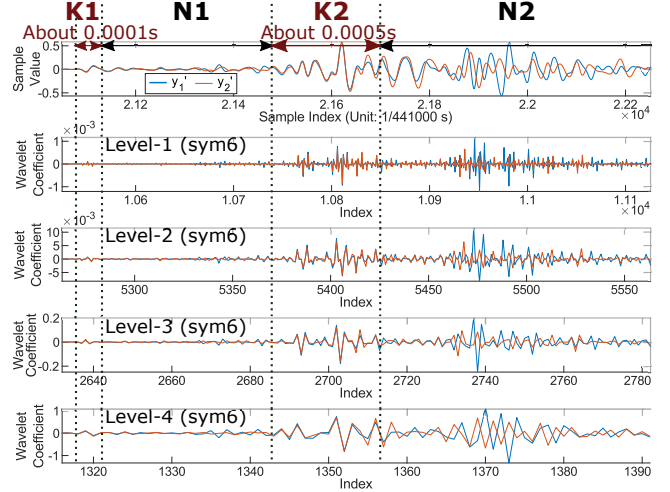 K1 N1 K2 N2
About 0.0001s About 0.0005s
Sample Value
0.5
0
-0.5
y1' y2'
2.12 2.14 2.16 2.18 2.2 2.22
Sample Index (Unit: 1/441000 s) ×10^4
×10^-3
Level-1 (sym6)
Wavelet Coefficient
1
0
-1
1.06 1.07 1.08 1.09 1.1 1.11
Index ×10^4
×10^-3
Level-2 (sym6)
Wavelet Coefficient
10
5
0
-5
5300 5350 5400 5450 5500 5550
Index
Level-3 (sym6)
Wavelet Coefficient
0.2
0
-0.2
2640 2660 2680 2700 2720 2740 2760 2780
Index
Level-4 (sym6)
Wavelet Coefficient
1
0
-1
1320 1330 1340 1350 1360 1370 1380 1390
Index